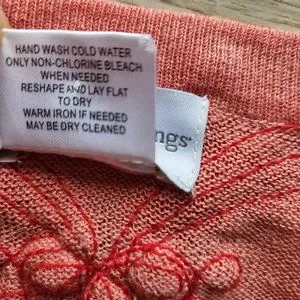 HAND WASH COLD WATER
ONLY NON-CHLORINE BLEACH
WHEN NEEDED
RESHAPE AND LAY FLAT
TO DRY
WARM IRON IF NEEDED
MAY BE DRY CLEANED
ngs